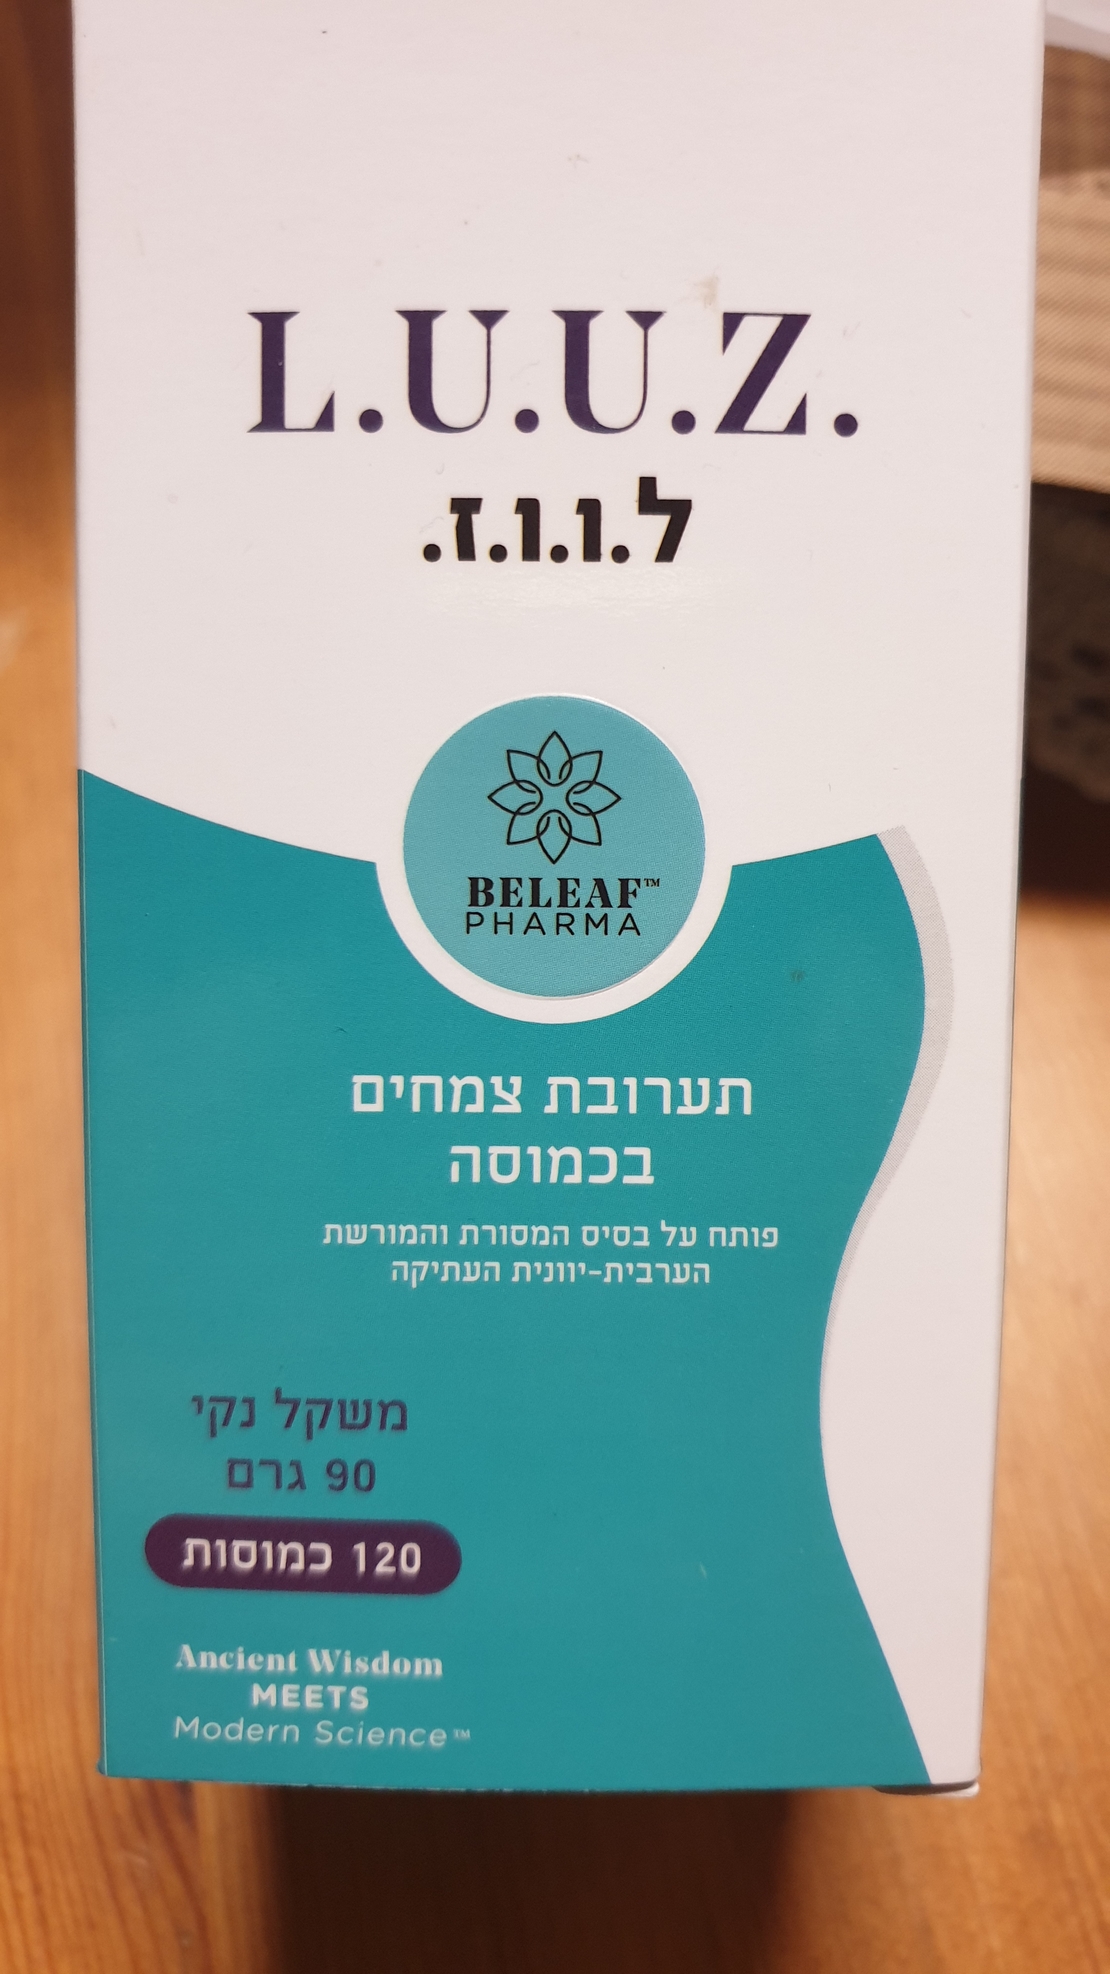 L.U.U.Z.
ל.ו.ו.ז.
BELEAF™
PHARMA
תערובת צמחים
בכמוסה
פותח על בסיס המסורת והמורשת
הערבית-יוונית העתיקה
משקל נקי
90 גרם
120 כמוסות
Ancient Wisdom
MEETS
Modern Science™